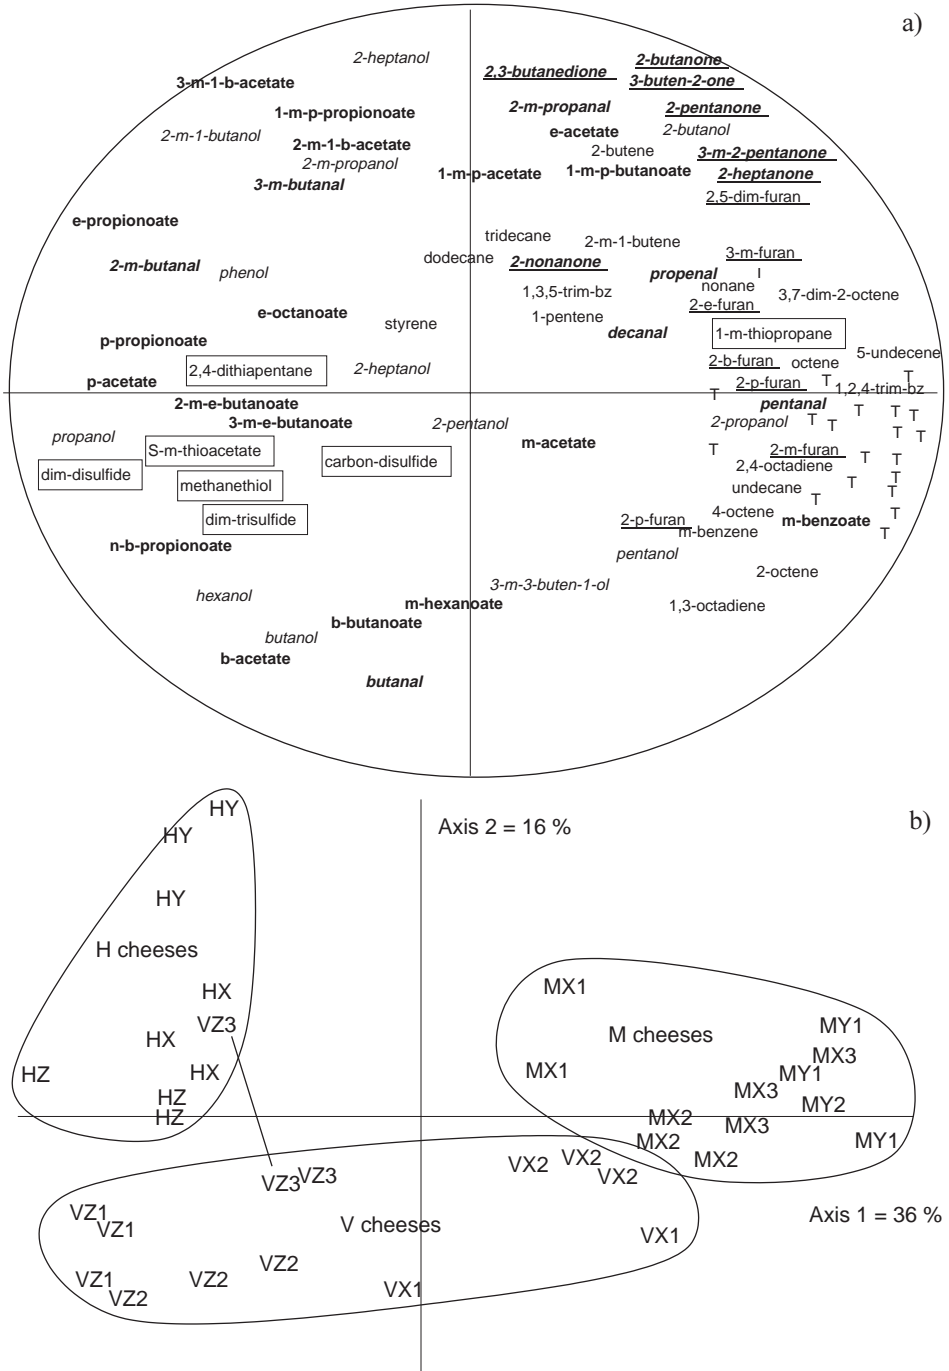 a)
2-heptanol
2-butanone
2,3-butanedione
3-m-1-b-acetate
3-buten-2-one
1-m-p-propionoate
2-m-propanal
2-pentanone
2-m-1-butanol
e-acetate
2-butanol
2-m-1-b-acetate
2-butene
3-m-2-pentanone
2-m-propanol
1-m-p-acetate
1-m-p-butanoate
2-heptanone
3-m-butanal
2,5-dim-furan
e-propionoate
tridecane
2-m-1-butene
dodecane
2-nonanone
3-m-furan
2-m-butanal
phenol
propenal
I
nonane
1,3,5-trim-bz
3,7-dim-2-octene
2-e-furan
e-octanoate
styrene
1-pentene
decanal
1-m-thiopropane
p-propionoate
5-undecene
2,4-dithiapentane
2-heptanol
2-b-furan
octene
p-acetate
2-p-furan
T
T
1,2,4-trim-bz
T
2-m-e-butanoate
pentanal
T
T
T
3-m-e-butanoate
2-pentanol
2-propanol
T
T
T
T
propanol
m-acetate
S-m-thioacetate
T
2-m-furan
T
T
carbon-disulfide
2,4-octadiene
dim-disulfide
methanethiol
undecane
T
T
T
T
dim-trisulfide
2-p-furan
4-octene
m-benzoate
T
m-benzene
T
n-b-propionoate
pentanol
2-octene
hexanol
3-m-3-buten-1-ol
m-hexanoate
1,3-octadiene
b-butanoate
butanol
b-acetate
butanal
b)
HY
Axis 2 = 16 %
HY
HY
H cheeses
HX
MX1
VZ3
M cheeses
MY1
HX
MX3
HZ
HX
MX1
MY1
HZ
MX3
MY2
HZ
MX2
MX3
MX2
MY1
VX2
VX2
MX2
VZ3
VZ3
VX2
VZ1
V cheeses
Axis 1 = 36 %
VZ1
VX1
VZ2
VZ1
VZ2
VX1
VZ2